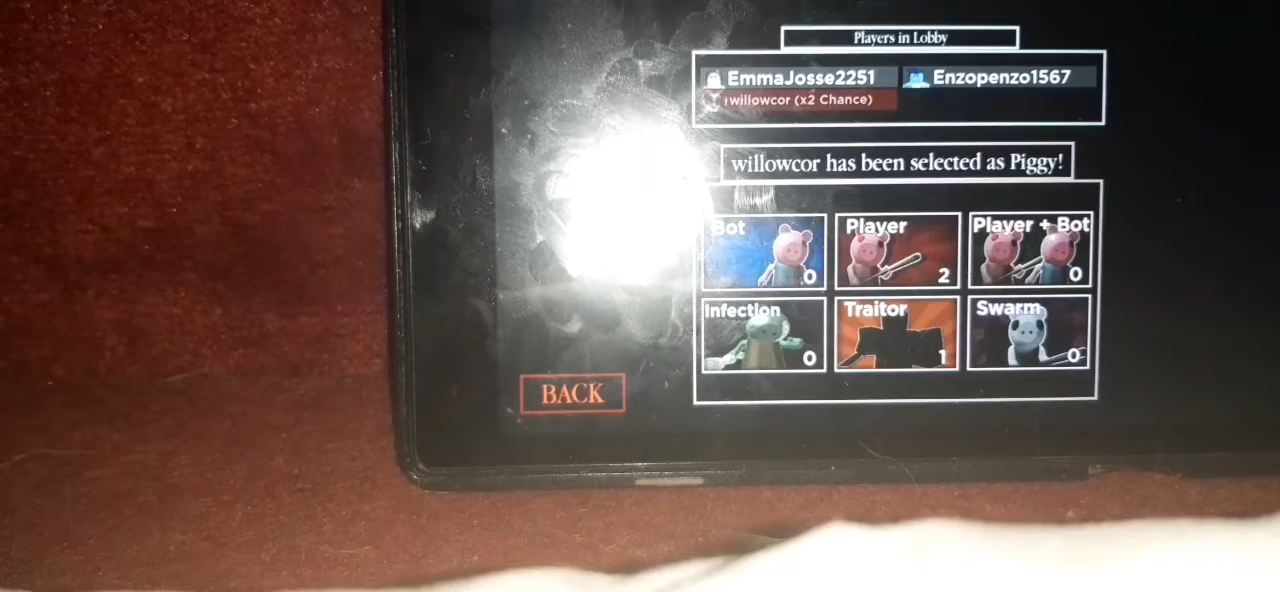 Players in Lobby
EmmaJosse2251 Enzopenzo1567
willowcor (x2 Chance)
willowcor has been selected as Piggy!
Bot Player Player + Bot
0 2 0
Infection Traitor Swarm
0 1 0
BACK